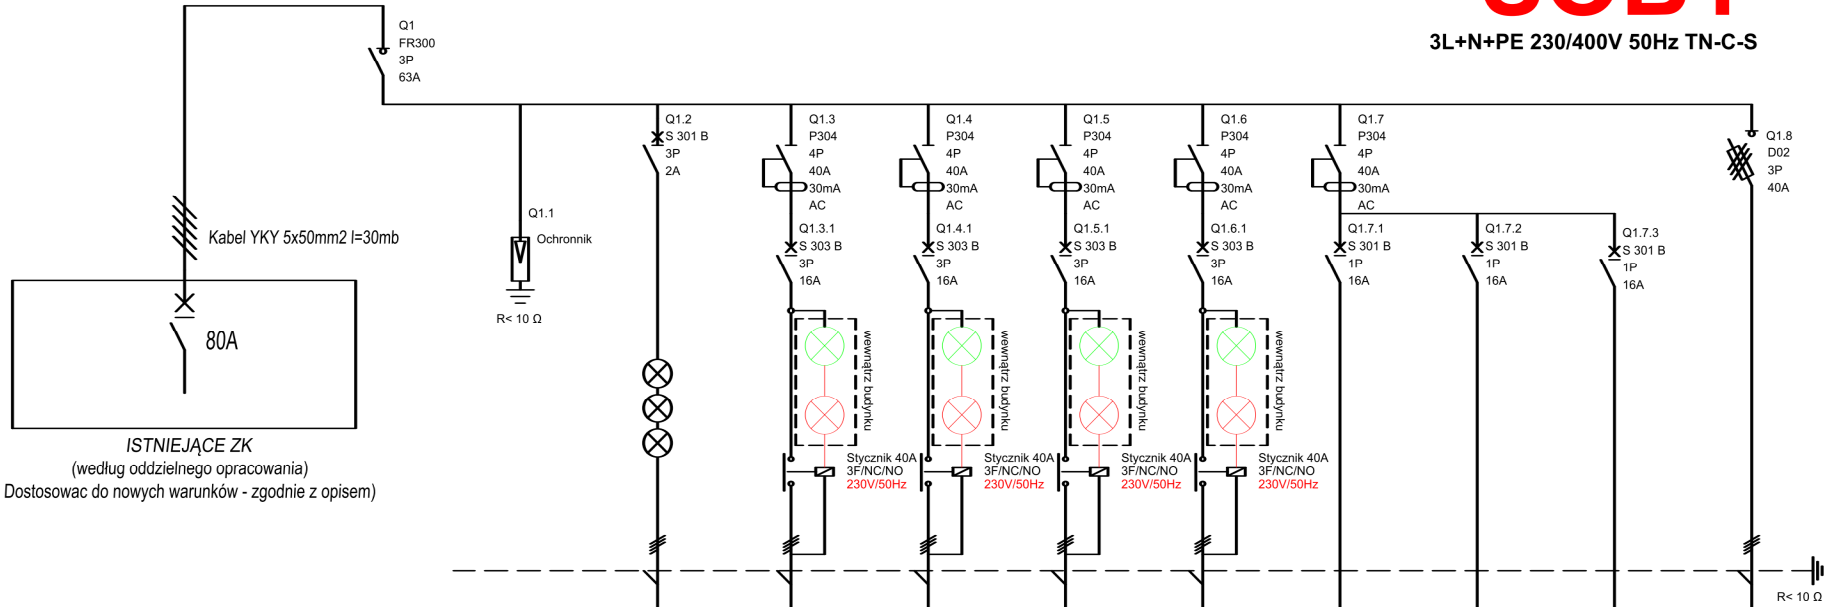 3L+N+PE 230/400V 50Hz TN-C-S
Q1
FR300
3P
63A
Kabel YKY 5x50mm2 l=30mb
80A
ISTNIEJĄCE ZK
(według oddzielnego opracowania)
Dostosowac do nowych warunków - zgodnie z opisem)
Q1.1
Ochronnik
R< 10 Ω
Q1.2
S 301 B
3P
2A
Q1.3
P304
4P
40A
30mA
AC
Q1.3.1
S 303 B
3P
16A
wewnątrz budynku
Stycznik 40A
3F/NC/NO
230V/50Hz
Q1.4
P304
4P
40A
30mA
AC
Q1.4.1
S 303 B
3P
16A
wewnątrz budynku
Stycznik 40A
3F/NC/NO
230V/50Hz
Q1.5
P304
4P
40A
30mA
AC
Q1.5.1
S 303 B
3P
16A
wewnątrz budynku
Stycznik 40A
3F/NC/NO
230V/50Hz
Q1.6
P304
4P
40A
30mA
AC
Q1.6.1
S 303 B
3P
16A
wewnątrz budynku
Stycznik 40A
3F/NC/NO
230V/50Hz
Q1.7
P304
4P
40A
30mA
AC
Q1.7.1
S 301 B
1P
16A
Q1.7.2
S 301 B
1P
16A
Q1.7.3
S 301 B
1P
16A
Q1.8
D02
3P
40A
R< 10 Ω